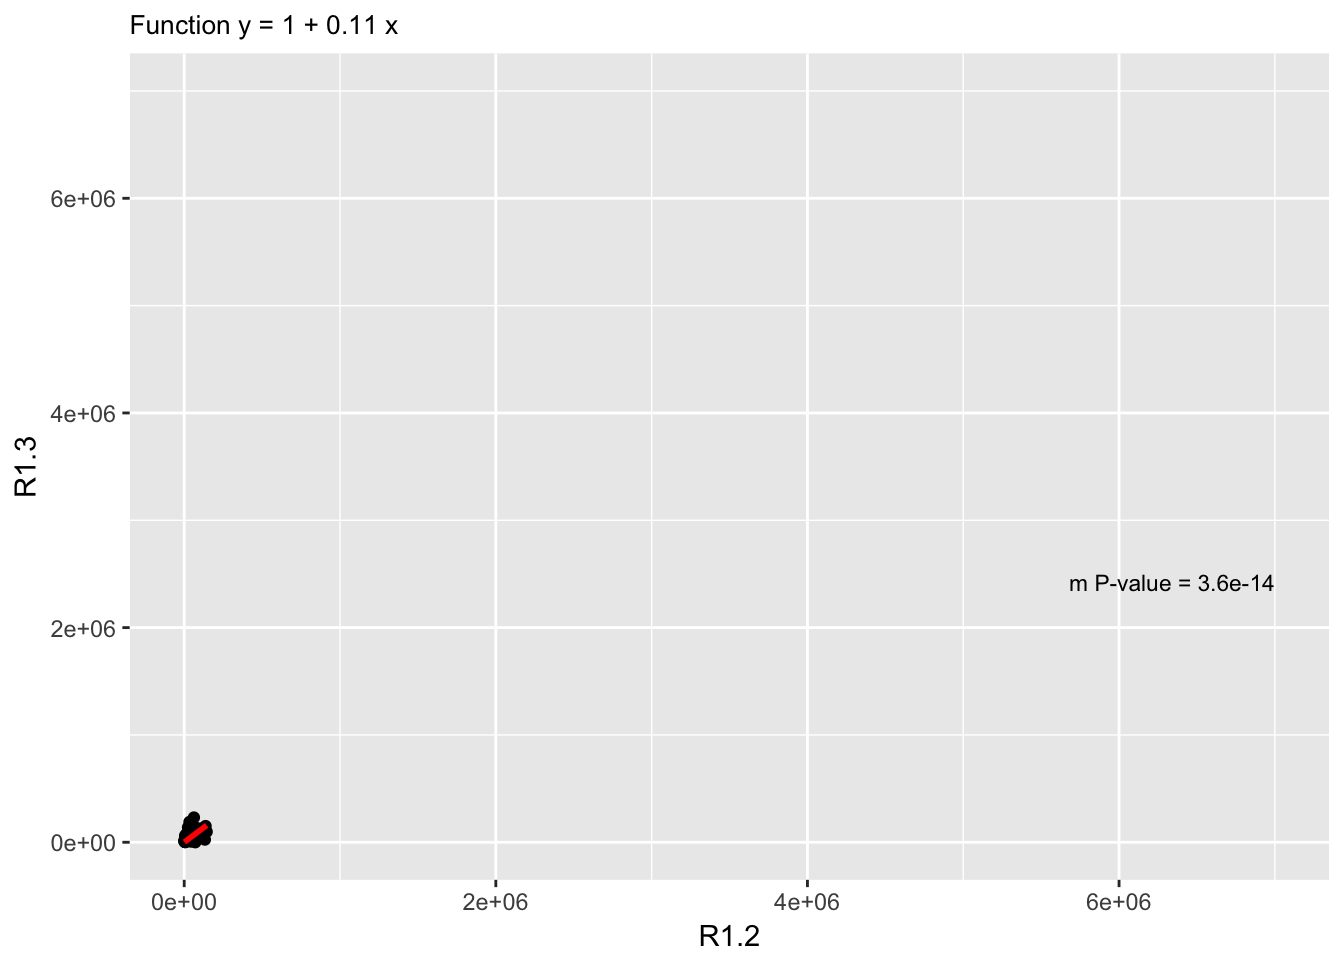 Function y = 1 + 0.11 x
6e+06
4e+06
R1.3
m P-value = 3.6e-14
2e+06
0e+00
0e+00 2e+06 4e+06 6e+06
R1.2